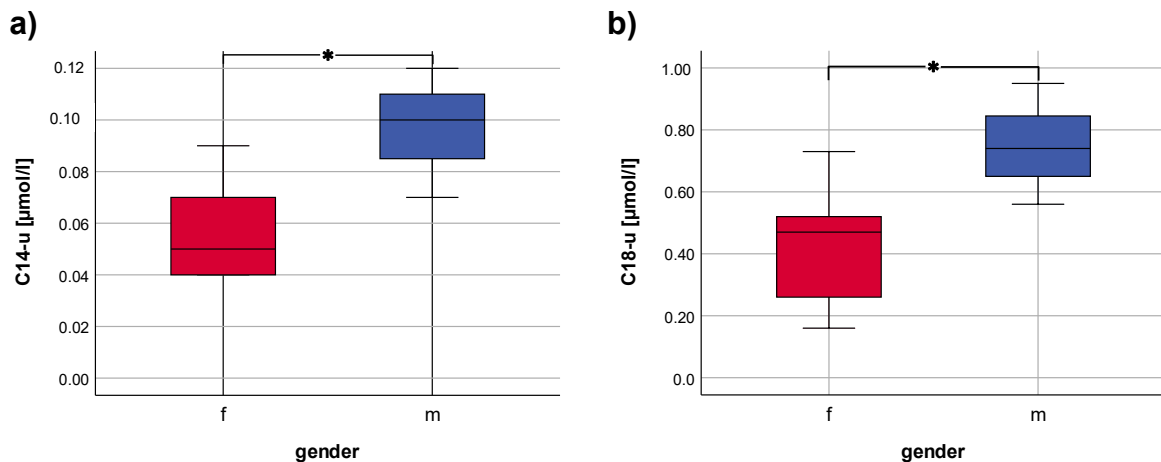 a)
C14-u [µmol/l]
0.12
0.10
0.08
0.06
0.04
0.02
0.00
*
f
m
gender
b)
C18-u [µmol/l]
1.00
0.80
0.60
0.40
0.20
0.0
*
f
m
gender